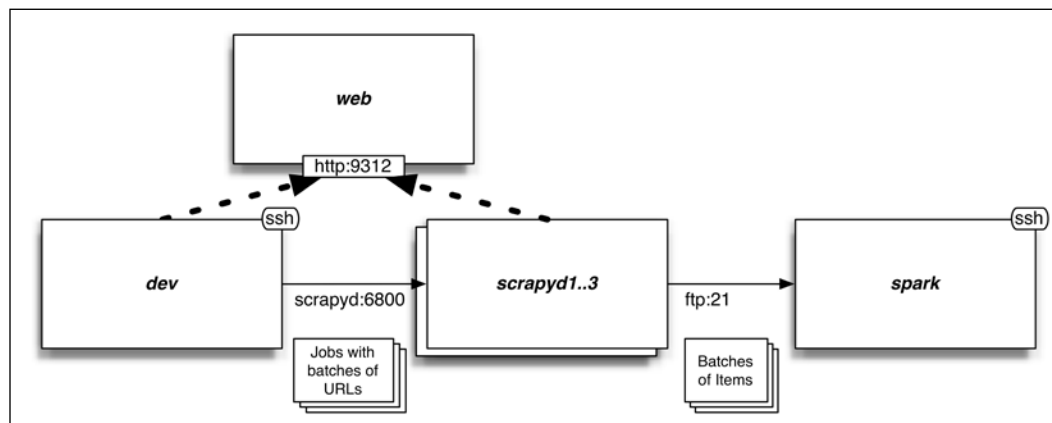 web
http:9312
ssh
ssh
dev
scrapyd1..3
spark
scrapyd:6800
ftp:21
Jobs with
batches of
URLs
Batches
of Items